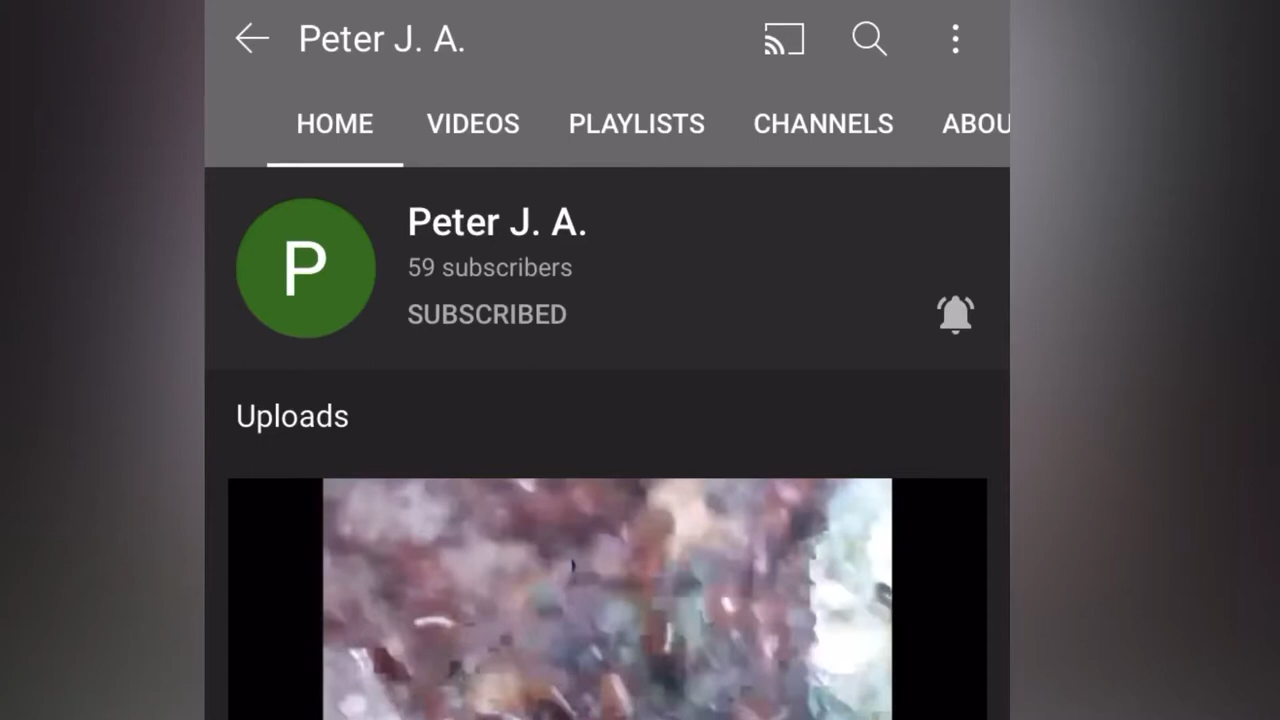 Peter J. A.
HOME VIDEOS PLAYLISTS CHANNELS ABOU
P
Peter J. A.
59 subscribers
SUBSCRIBED
Uploads